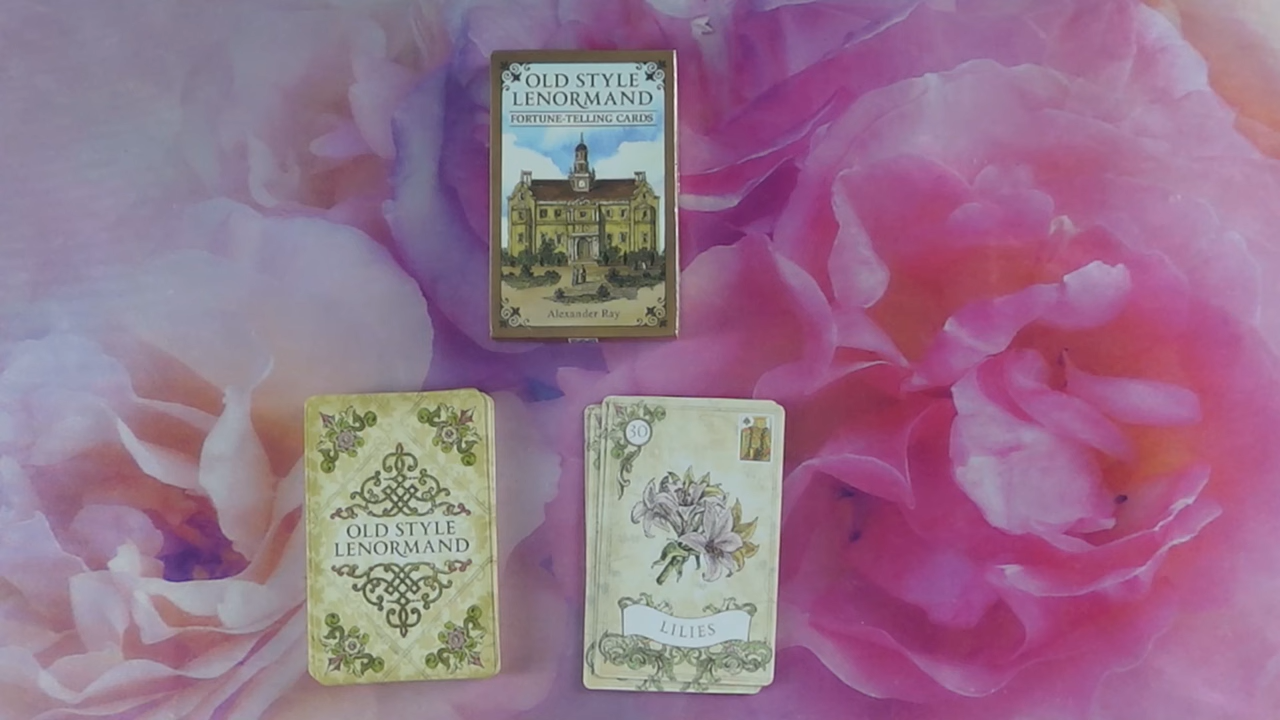 OLD STYLE
LENORMAND
FORTUNE-TELLING CARDS
Alexander Ray
OLD STYLE
LENORMAND
30
LILIES